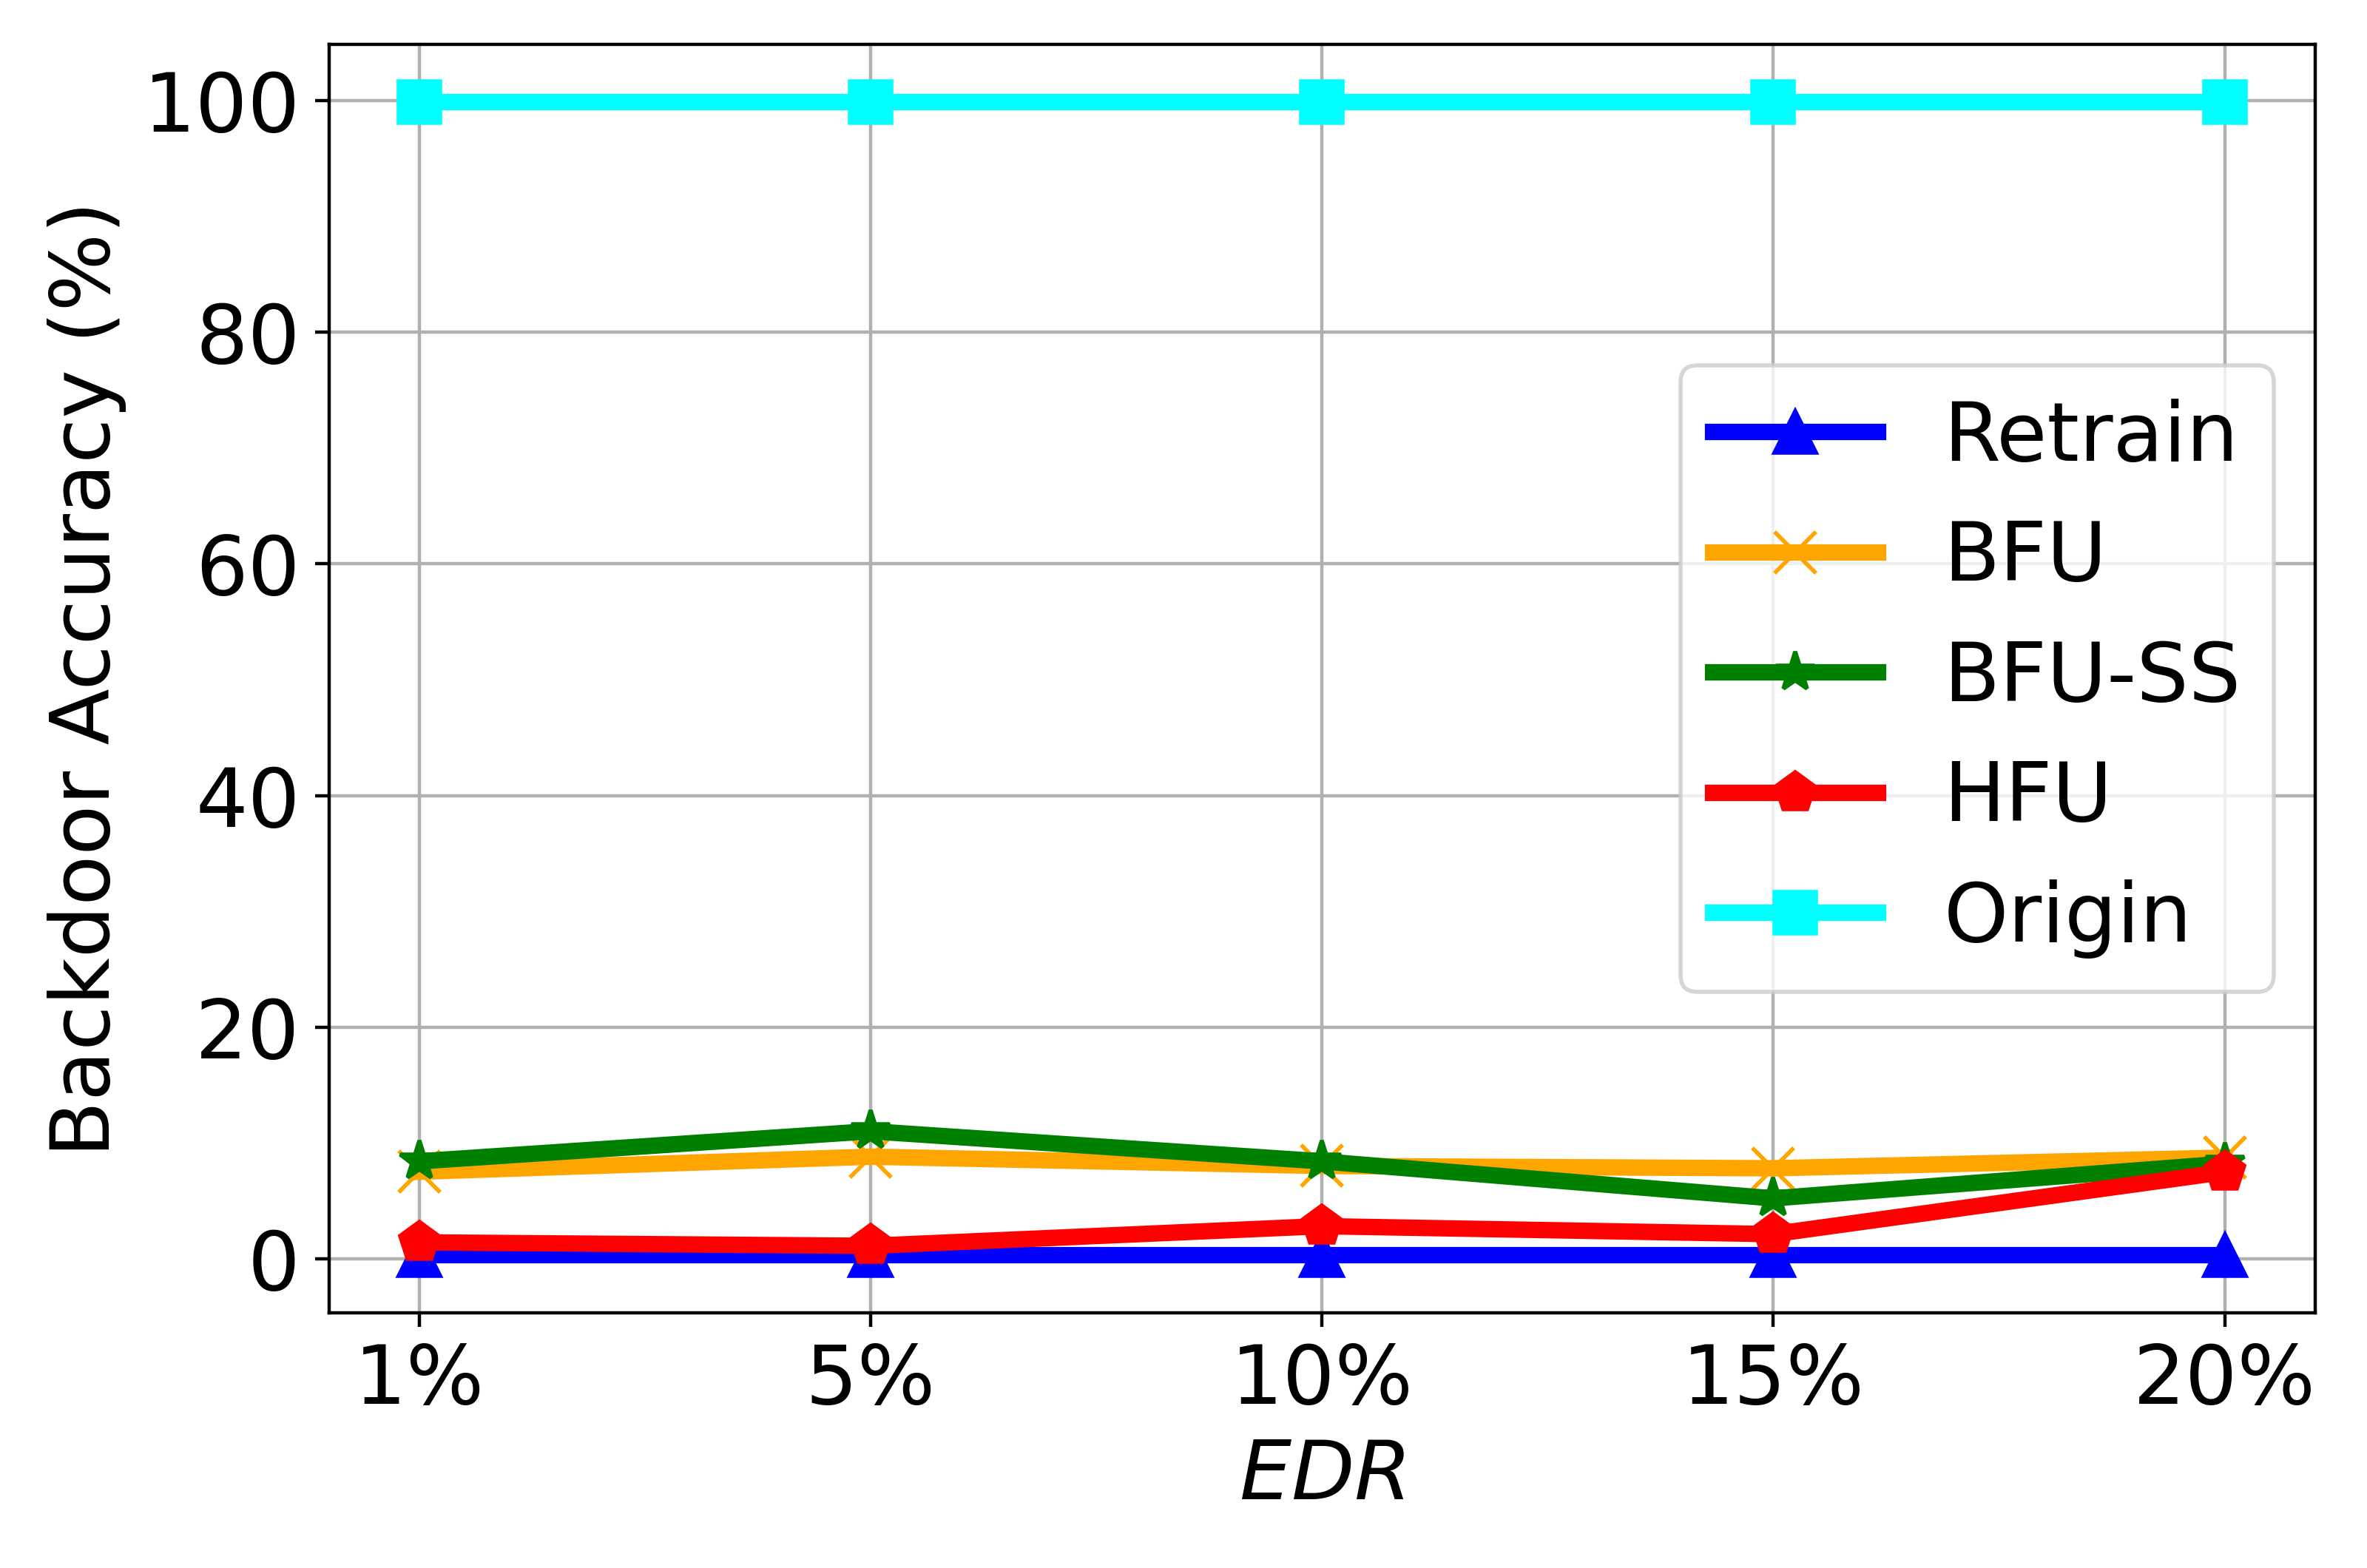 Backdoor Accuracy (%)
100
80
60
40
20
0
Retrain
BFU
BFU-SS
HFU
Origin
1% 5% 10% 15% 20%
EDR